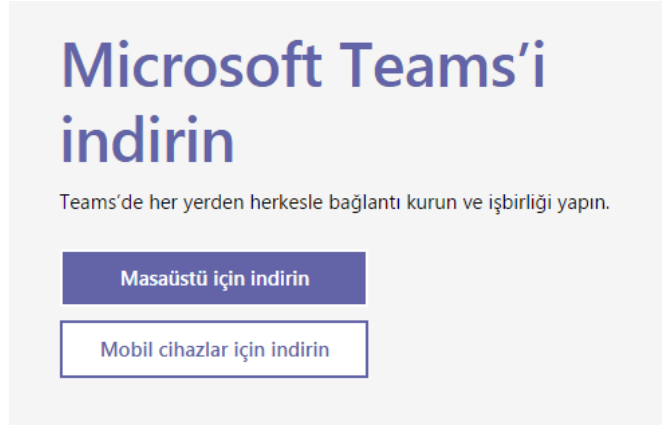 Microsoft Teams’i
indirin
Teams’de her yerden herkesle bağlantı kurun ve işbirliği yapın.
Masaüstü için indirin
Mobil cihazlar için indirin